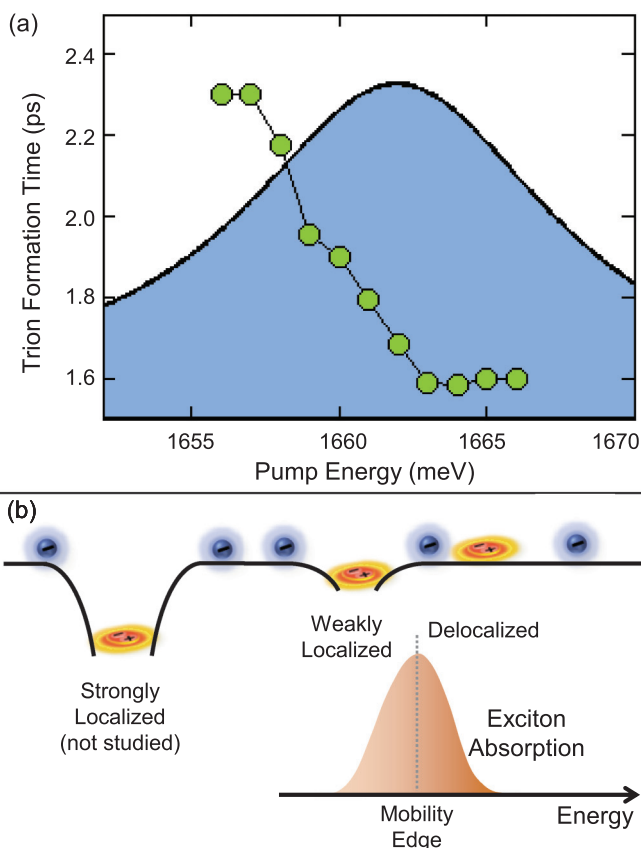 (a)
Trion Formation Time (ps)
2.4
2.2
2.0
1.8
1.6
1655
1660
1665
1670
Pump Energy (meV)
(b)
Strongly
Localized
(not studied)
Weakly
Localized
Delocalized
Exciton
Absorption
Mobility
Edge
Energy